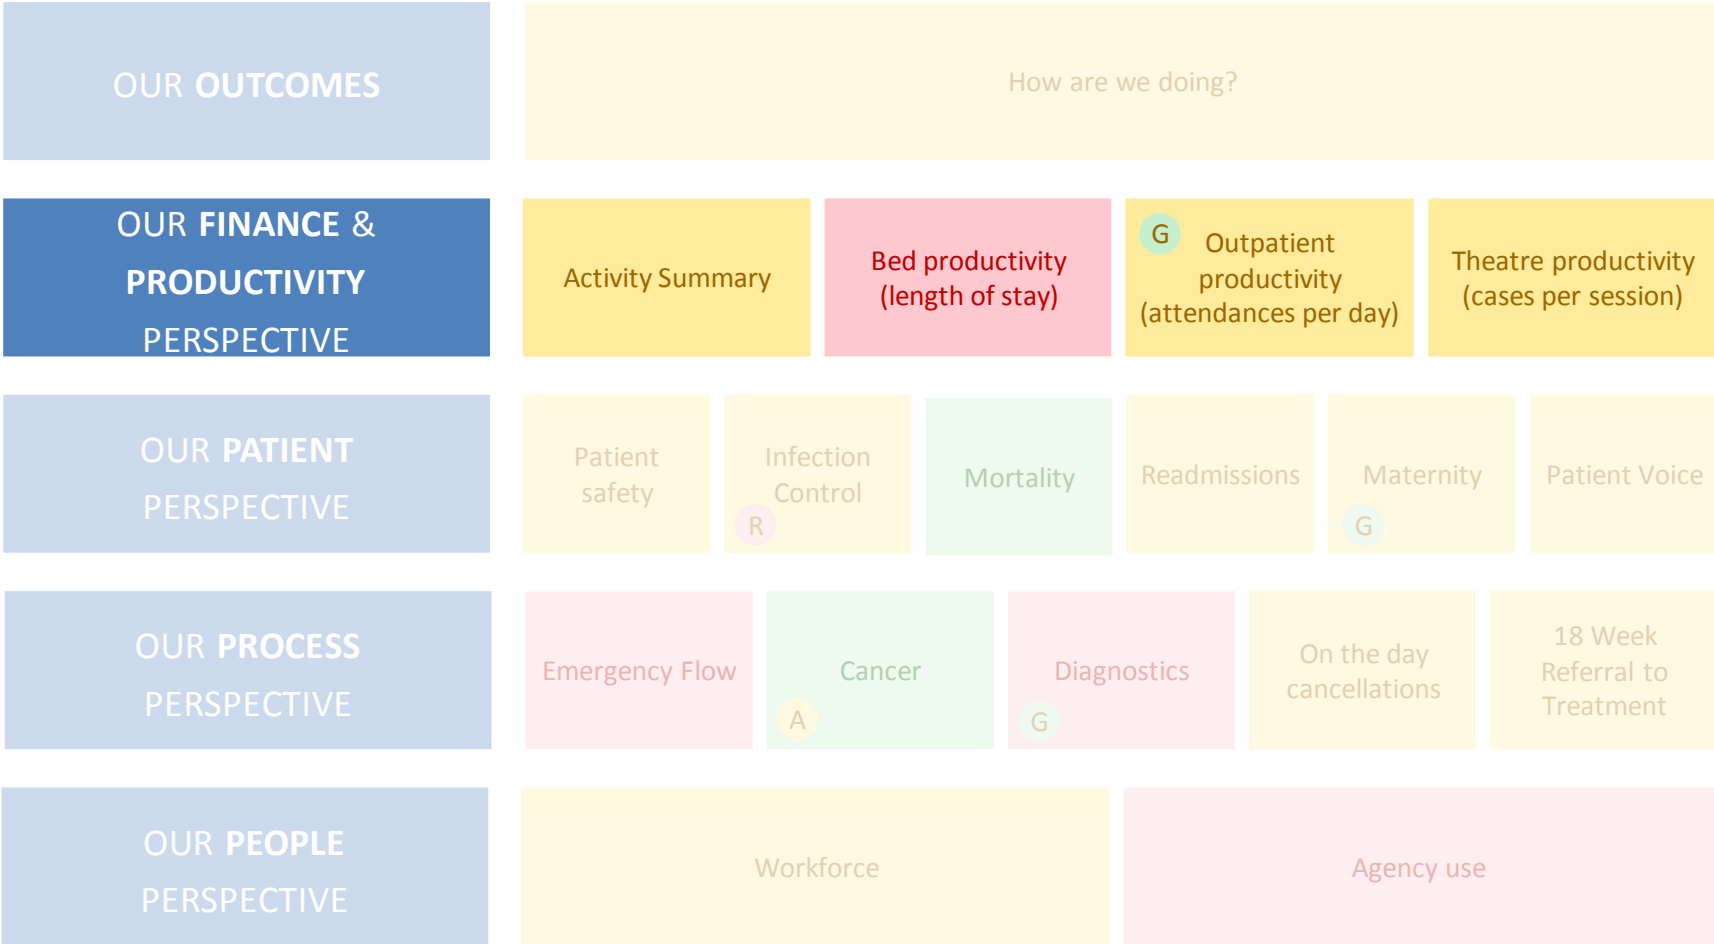 OUR OUTCOMES
How are we doing?
OUR FINANCE &
PRODUCTIVITY
PERSPECTIVE
Activity Summary
Bed productivity
(length of stay)
G
Outpatient
productivity
(attendances per day)
Theatre productivity
(cases per session)
OUR PATIENT
PERSPECTIVE
Patient
safety
Infection
Control
R
Mortality
Readmissions
Maternity
G
Patient Voice
OUR PROCESS
PERSPECTIVE
Emergency Flow
Cancer
A
Diagnostics
G
On the day
cancellations
18 Week
Referral to
Treatment
OUR PEOPLE
PERSPECTIVE
Workforce
Agency use